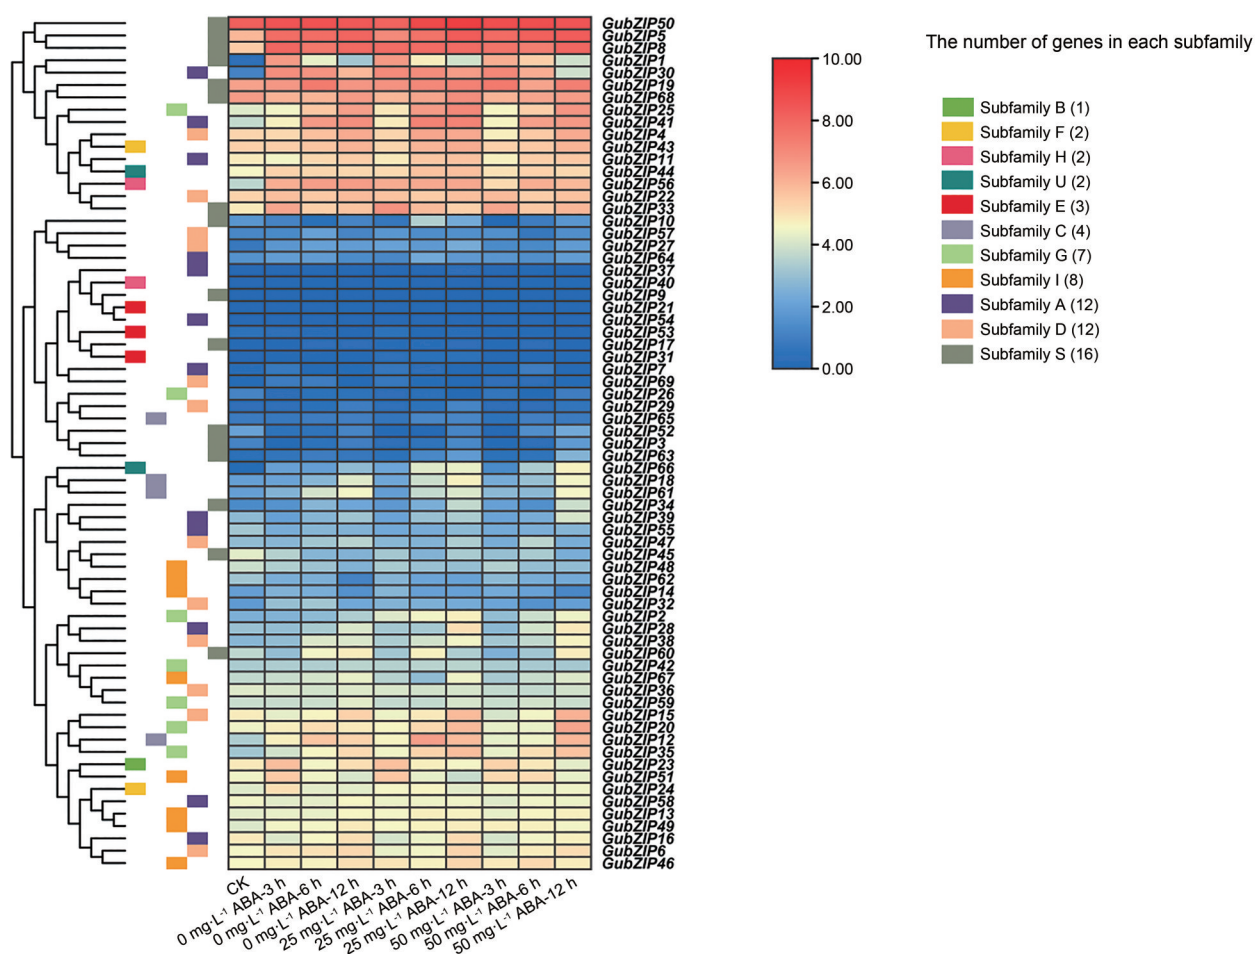 The number of genes in each subfamily
Subfamily B (1)
Subfamily F (2)
Subfamily H (2)
Subfamily U (2)
Subfamily E (3)
Subfamily C (4)
Subfamily G (7)
Subfamily I (8)
Subfamily A (12)
Subfamily D (12)
Subfamily S (16)
10.00
8.00
6.00
4.00
2.00
0.00
GubZIP50
GubZIP5
GubZIP8
GubZIP1
GubZIP30
GubZIP19
GubZIP68
GubZIP25
GubZIP41
GubZIP4
GubZIP43
GubZIP11
GubZIP44
GubZIP56
GubZIP22
GubZIP33
GubZIP10
GubZIP57
GubZIP27
GubZIP64
GubZIP37
GubZIP40
GubZIP9
GubZIP21
GubZIP54
GubZIP53
GubZIP17
GubZIP31
GubZIP7
GubZIP69
GubZIP26
GubZIP29
GubZIP65
GubZIP52
GubZIP3
GubZIP63
GubZIP66
GubZIP18
GubZIP61
GubZIP34
GubZIP39
GubZIP55
GubZIP47
GubZIP45
GubZIP48
GubZIP62
GubZIP14
GubZIP32
GubZIP2
GubZIP28
GubZIP38
GubZIP60
GubZIP42
GubZIP67
GubZIP36
GubZIP59
GubZIP15
GubZIP20
GubZIP12
GubZIP35
GubZIP23
GubZIP51
GubZIP24
GubZIP58
GubZIP13
GubZIP49
GubZIP16
GubZIP6
GubZIP46
CK
0 mg·L⁻¹ ABA-3 h
0 mg·L⁻¹ ABA-6 h
0 mg·L⁻¹ ABA-12 h
25 mg·L⁻¹ ABA-3 h
25 mg·L⁻¹ ABA-6 h
25 mg·L⁻¹ ABA-12 h
50 mg·L⁻¹ ABA-3 h
50 mg·L⁻¹ ABA-6 h
50 mg·L⁻¹ ABA-12 h